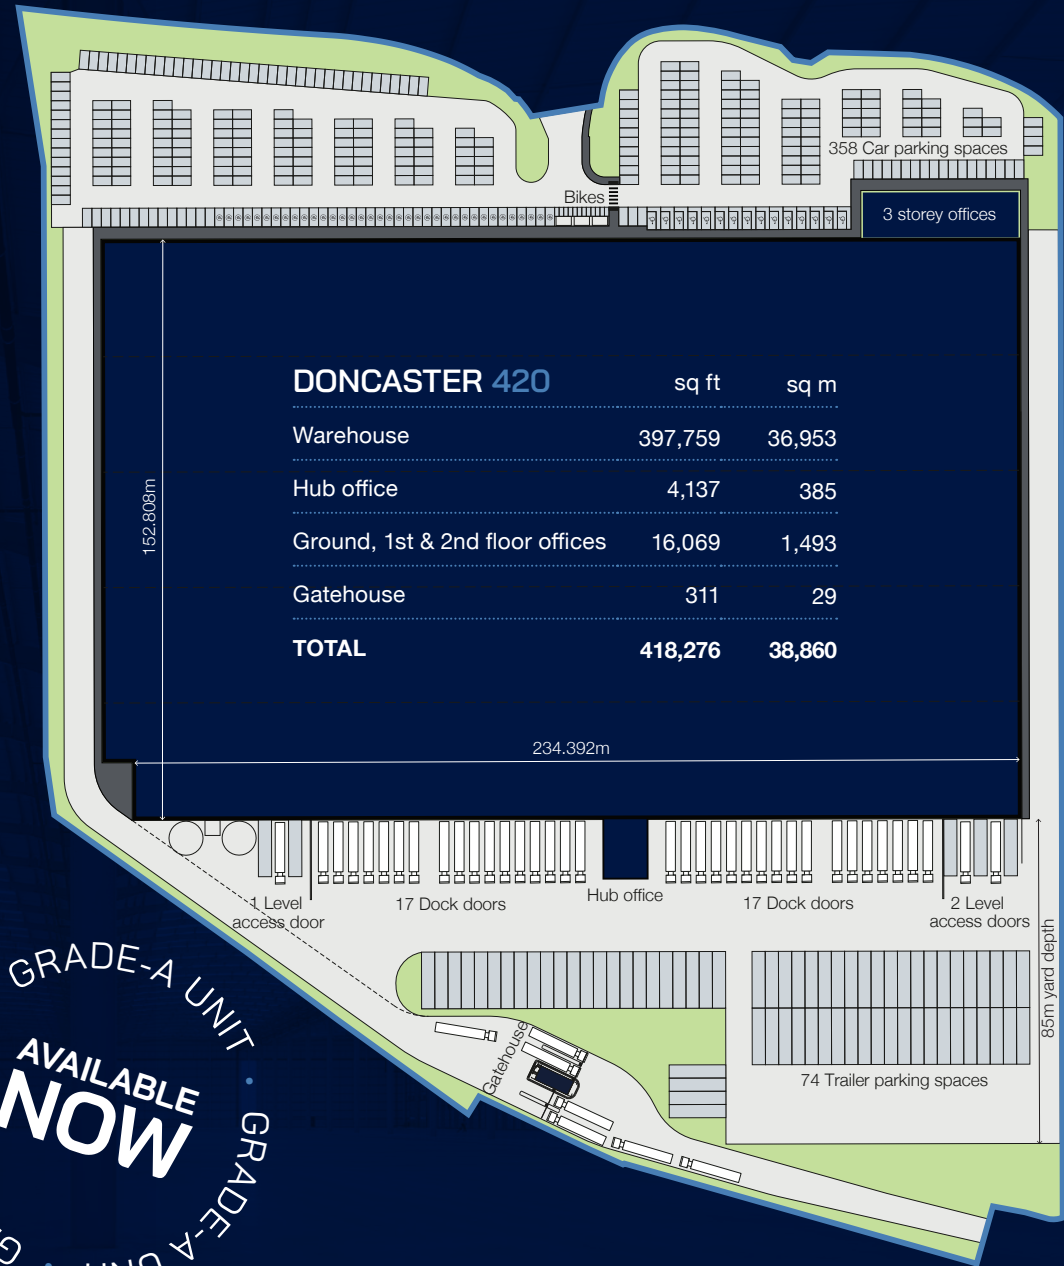 358 Car parking spaces
Bikes
3 storey offices
DONCASTER 420 sq ft sq m
Warehouse 397,759 36,953
Hub office 4,137 385
Ground, 1st & 2nd floor offices 16,069 1,493
Gatehouse 311 29
TOTAL 418,276 38,860
152.808m
234.392m
1 Level
access door
17 Dock doors
Hub office
17 Dock doors
2 Level
access doors
85m yard depth
Gatehouse
74 Trailer parking spaces
GRADE-A UNIT • GRADE-A UNIT •
AVAILABLE
NOW